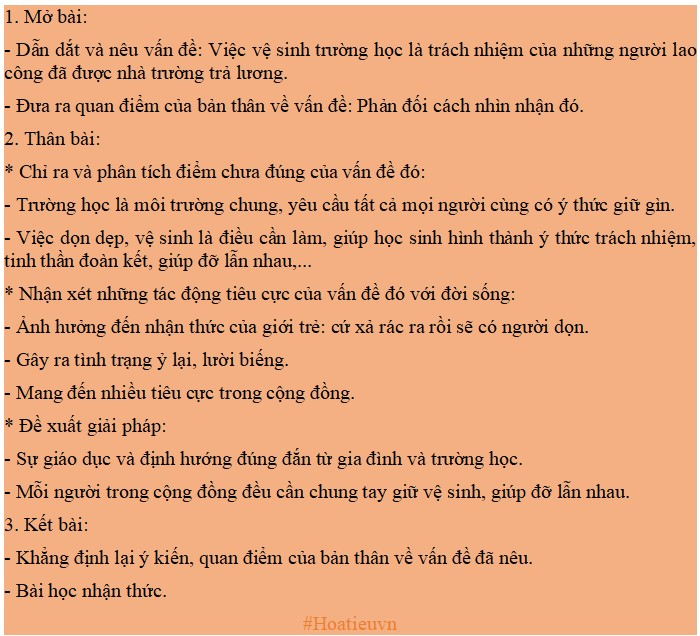 1. Mở bài:
- Dẫn dắt và nêu vấn đề: Việc vệ sinh trường học là trách nhiệm của những người lao
công đã được nhà trường trả lương.
- Đưa ra quan điểm của bản thân về vấn đề: Phản đối cách nhìn nhận đó.
2. Thân bài:
* Chỉ ra và phân tích điểm chưa đúng của vấn đề đó:
- Trường học là môi trường chung, yêu cầu tất cả mọi người cùng có ý thức giữ gìn.
- Việc dọn dẹp, vệ sinh là điều cần làm, giúp học sinh hình thành ý thức trách nhiệm,
tinh thần đoàn kết, giúp đỡ lẫn nhau,...
* Nhận xét những tác động tiêu cực của vấn đề đó với đời sống:
- Ảnh hưởng đến nhận thức của giới trẻ: cứ xả rác ra rồi sẽ có người dọn.
- Gây ra tình trạng ỷ lại, lười biếng.
- Mang đến nhiều tiêu cực trong cộng đồng.
* Đề xuất giải pháp:
- Sự giáo dục và định hướng đúng đắn từ gia đình và trường học.
- Mỗi người trong cộng đồng đều cần chung tay giữ vệ sinh, giúp đỡ lẫn nhau.
3. Kết bài:
- Khẳng định lại ý kiến, quan điểm của bản thân về vấn đề đã nêu.
- Bài học nhận thức.
#Hoatieuvn